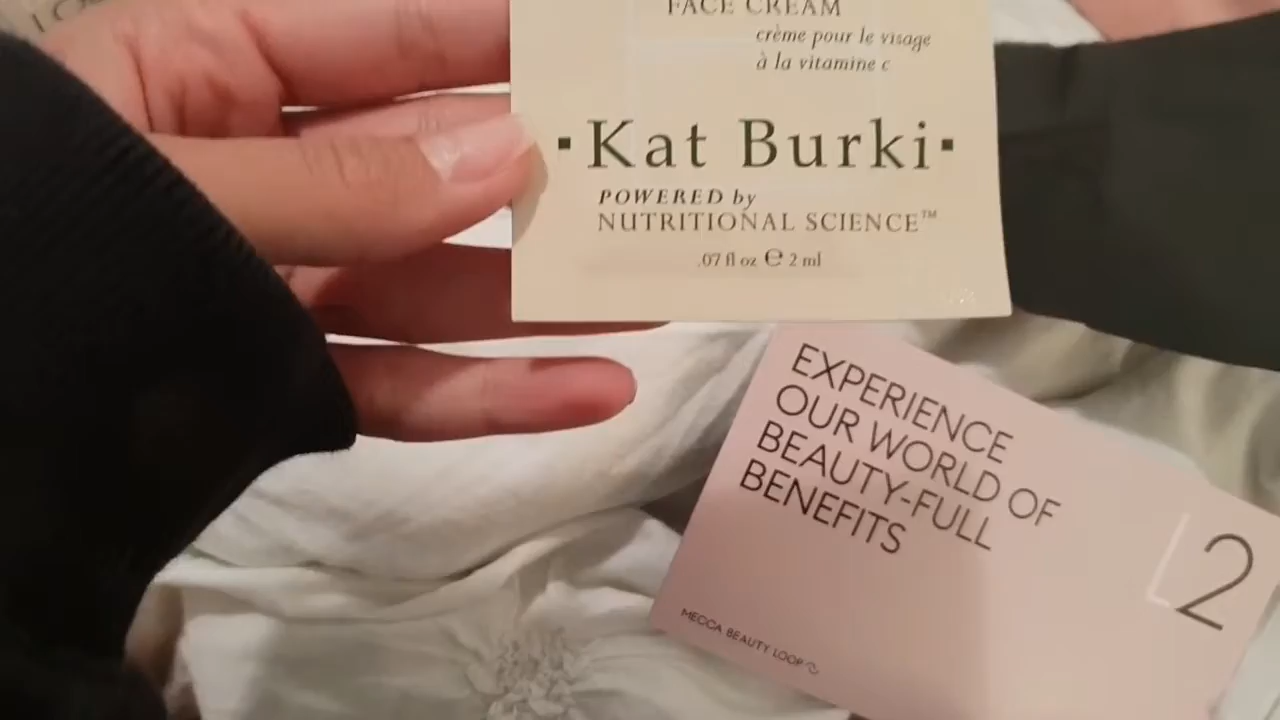 FACE CREAM
crème pour le visage
à la vitamine c
▪Kat Burki▪
POWERED by
NUTRITIONAL SCIENCE™
.07 fl oz ℮ 2 ml
EXPERIENCE
OUR WORLD OF
BEAUTY-FULL
BENEFITS
L2
MECCA BEAUTY LOOP